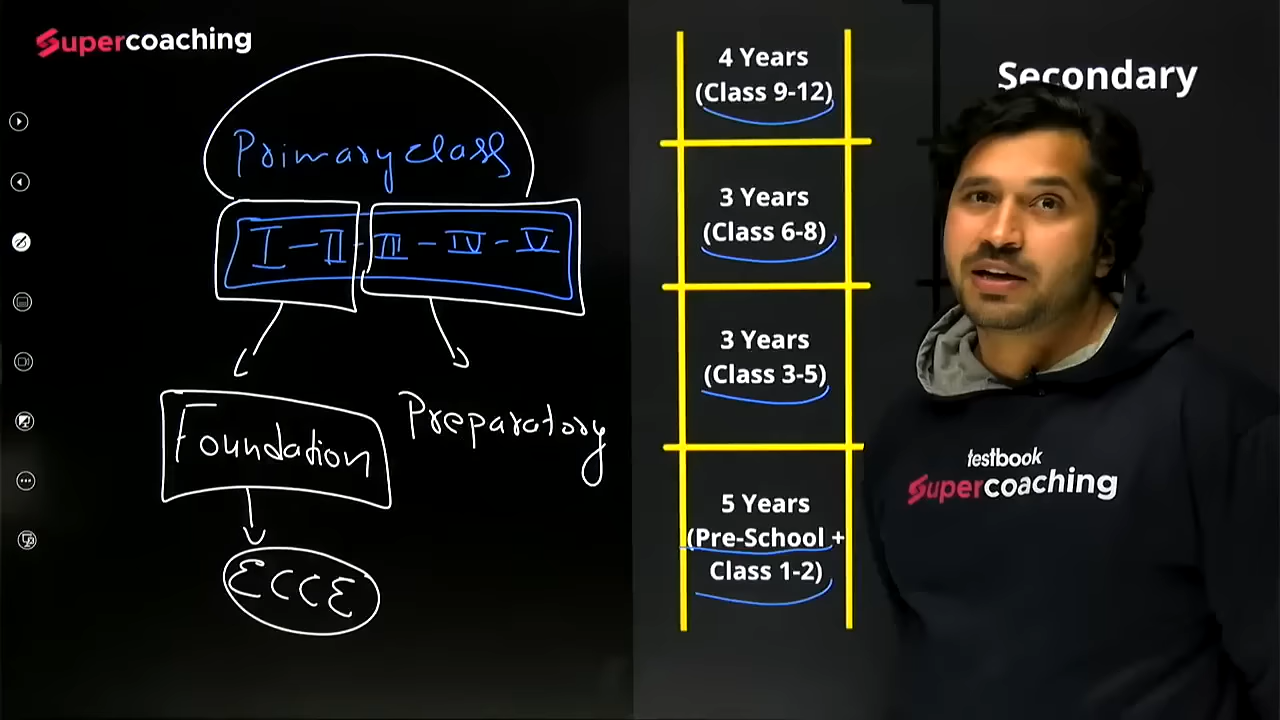 Supercoaching
Primary class
I - II - III - IV - V
Foundation
Preparatory
ECCE
4 Years
(Class 9-12)
3 Years
(Class 6-8)
3 Years
(Class 3-5)
5 Years
(Pre-School +
Class 1-2)
Secondary
testbook
Supercoaching